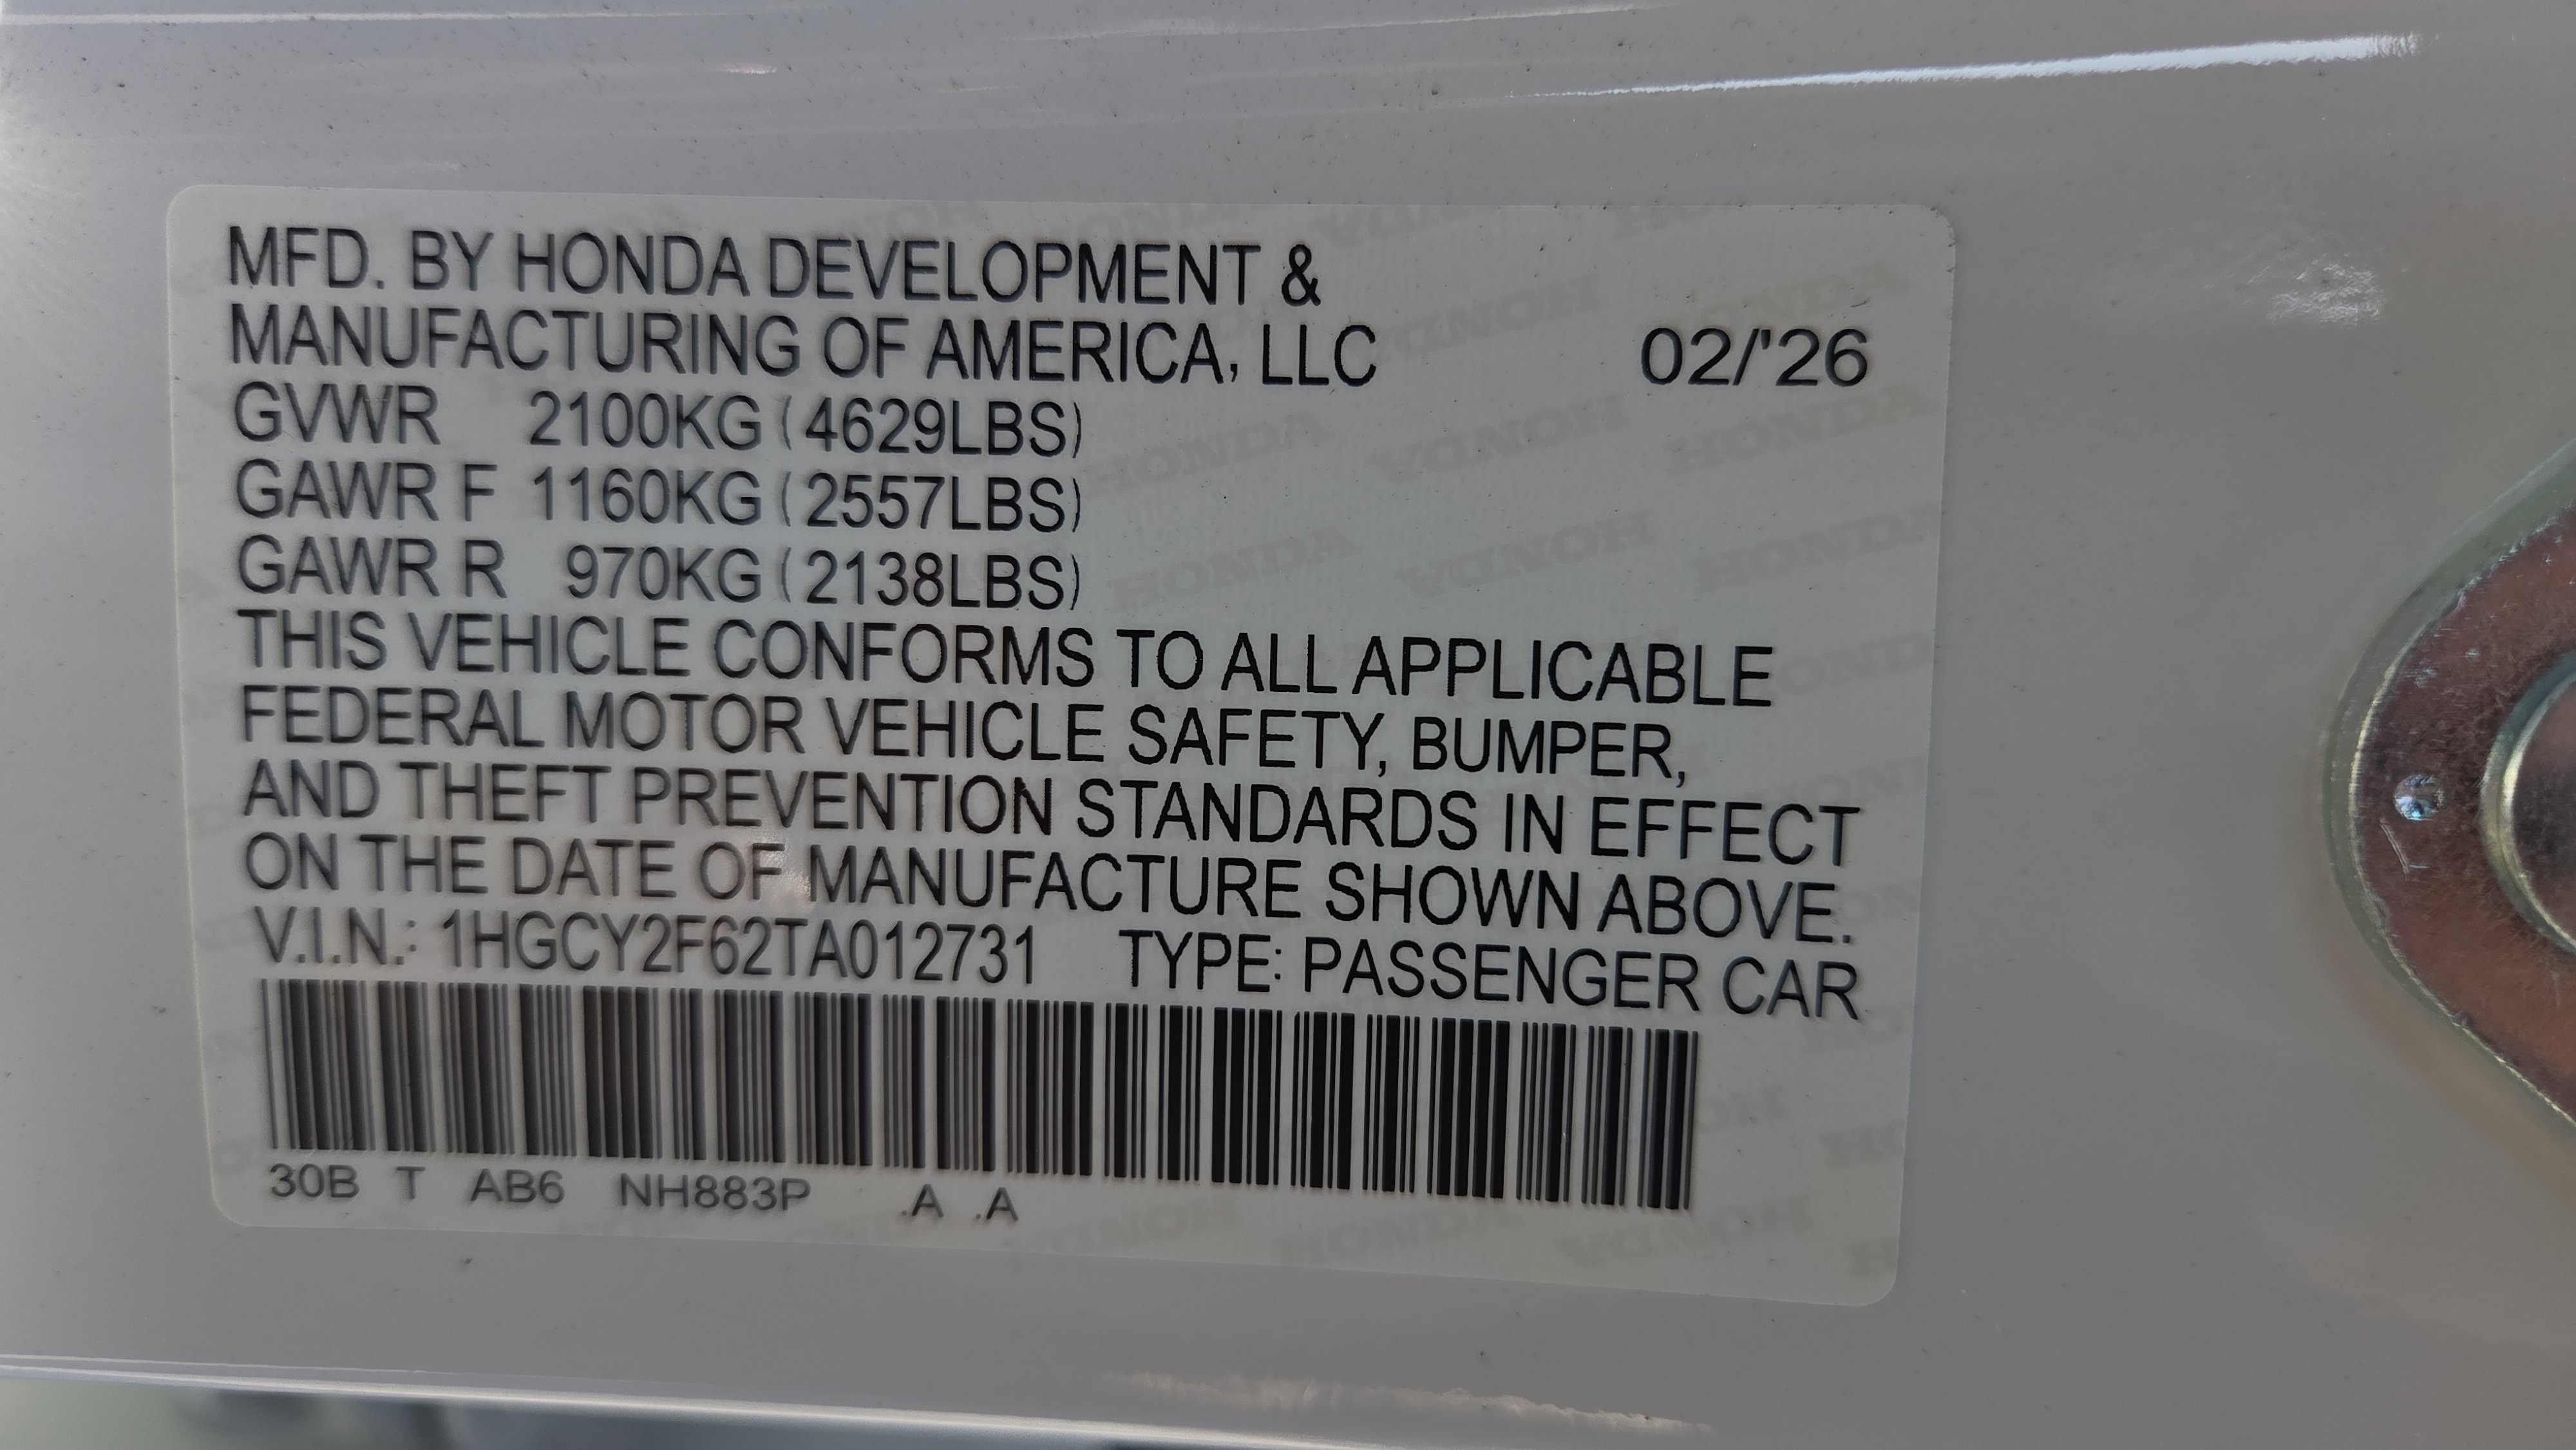 MFD. BY HONDA DEVELOPMENT &
MANUFACTURING OF AMERICA, LLC 02/'26
GVWR 2100KG (4629LBS)
GAWR F 1160KG (2557LBS)
GAWR R 970KG (2138LBS)
THIS VEHICLE CONFORMS TO ALL APPLICABLE
FEDERAL MOTOR VEHICLE SAFETY, BUMPER,
AND THEFT PREVENTION STANDARDS IN EFFECT
ON THE DATE OF MANUFACTURE SHOWN ABOVE.
V.I.N.: 1HGCY2F62TA012731 TYPE: PASSENGER CAR
30B T AB6 NH883P .A .A